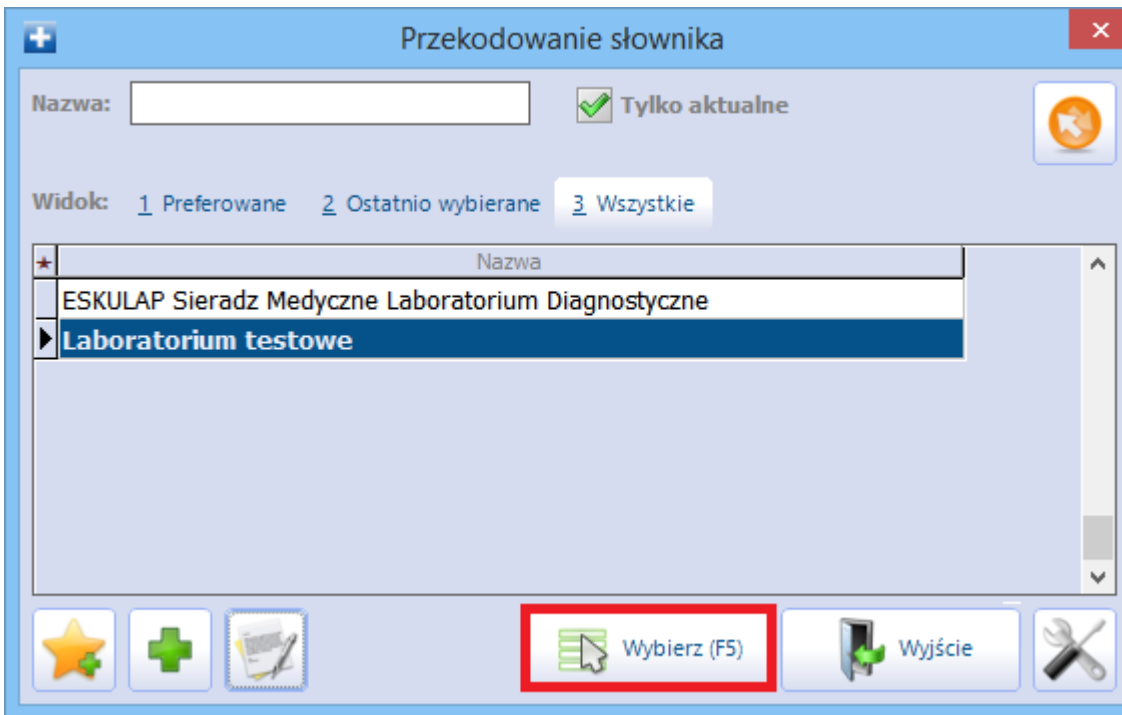 Przekodowanie słownika
Nazwa:
Tylko aktualne
Widok: 1 Preferowane 2 Ostatnio wybierane 3 Wszystkie
Nazwa
ESKULAP Sieradz Medyczne Laboratorium Diagnostyczne
Laboratorium testowe
Wybierz (F5)
Wyjście